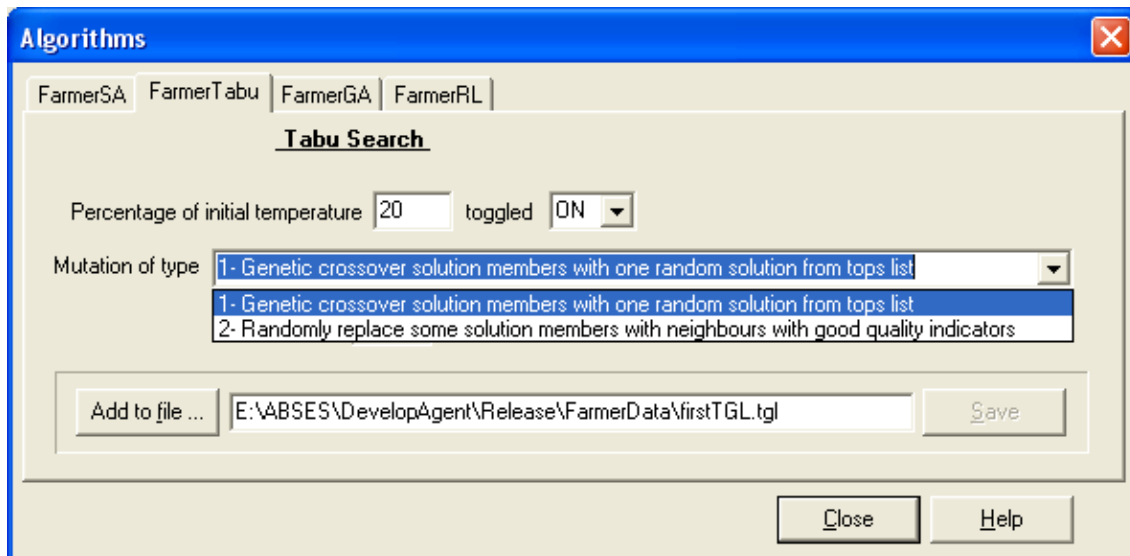 Algorithms
FarmerSA FarmerTabu FarmerGA FarmerRL
Tabu Search
Percentage of initial temperature 20 toggled ON
Mutation of type 1- Genetic crossover solution members with one random solution from tops list
1- Genetic crossover solution members with one random solution from tops list
2- Randomly replace some solution members with neighbours with good quality indicators
Add to file ... E:\ABSES\DevelopAgent\Release\FarmerData\firstTGL.tgl Save
Close Help